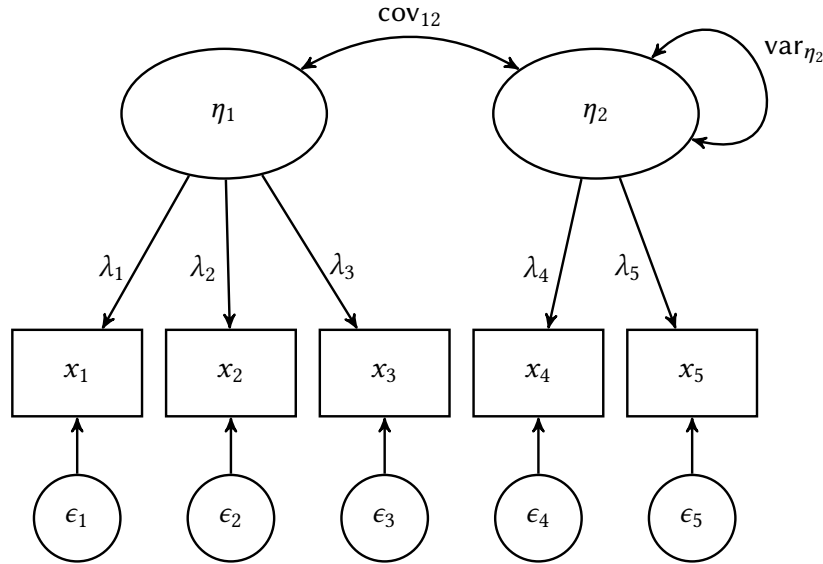 cov₁₂
var_η₂
η₁ η₂
λ₁ λ₂ λ₃ λ₄ λ₅
x₁ x₂ x₃ x₄ x₅
ϵ₁ ϵ₂ ϵ₃ ϵ₄ ϵ₅